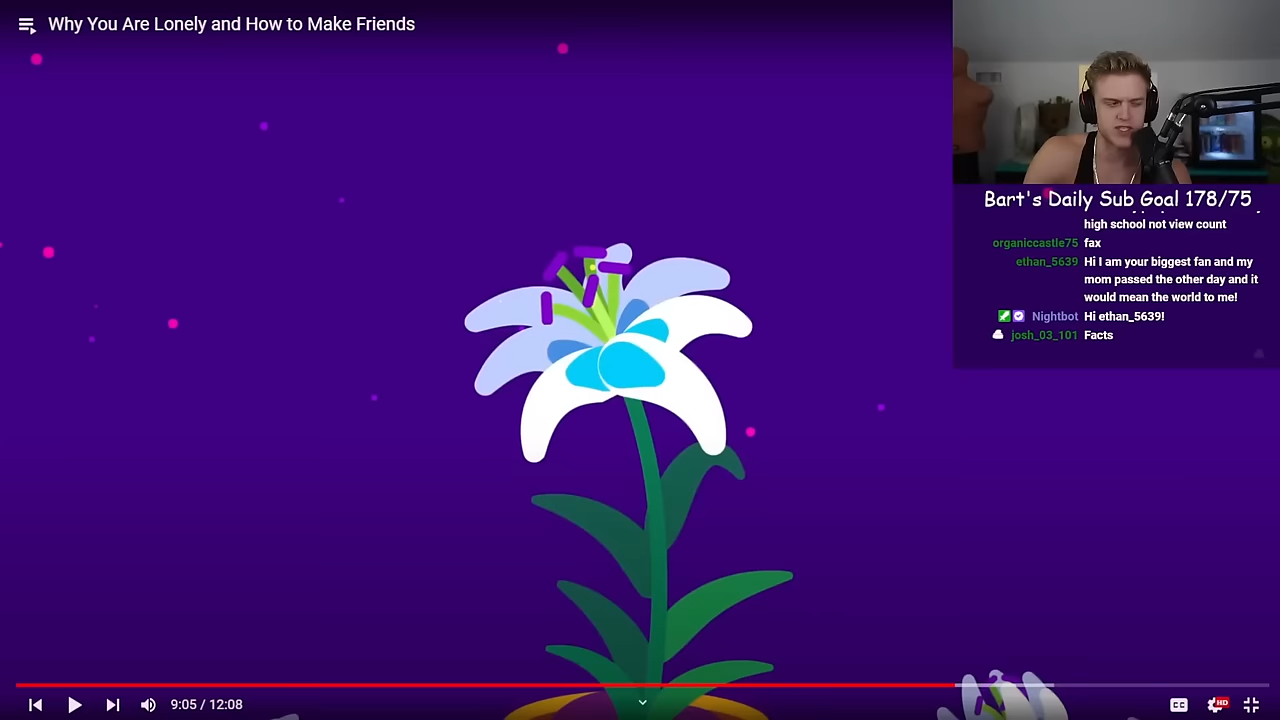 Why You Are Lonely and How to Make Friends
Bart's Daily Sub Goal 178/75
high school not view count
organiccastle75 fax
ethan_5639 Hi I am your biggest fan and my
mom passed the other day and it
would mean the world to me!
Nightbot Hi ethan_5639!
josh_03_101 Facts
9:05 / 12:08
CC
HD